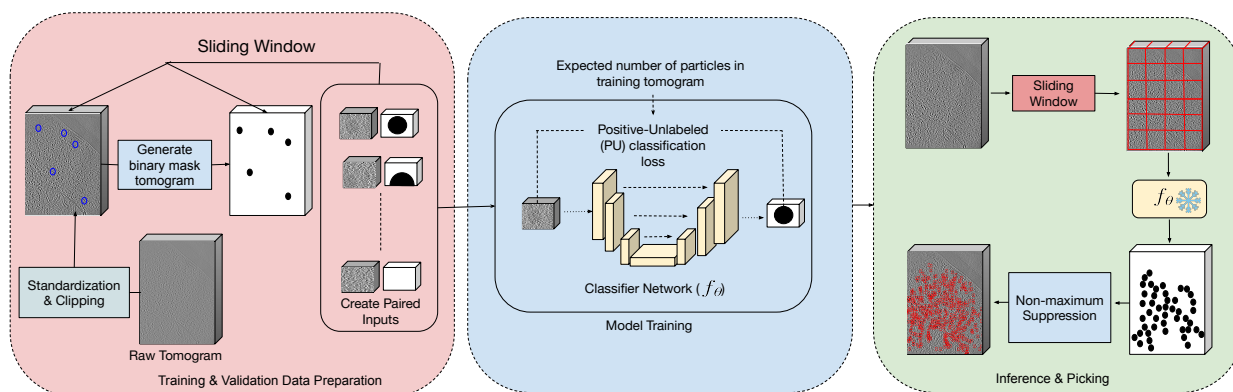 Sliding Window
Generate
binary mask
tomogram
Standardization
& Clipping
Raw Tomogram
Create Paired
Inputs
Training & Validation Data Preparation
Expected number of particles in
training tomogram
Positive-Unlabeled
(PU) classification
loss
Classifier Network (fθ)
Model Training
Sliding
Window
fθ
Non-maximum
Suppression
Inference & Picking